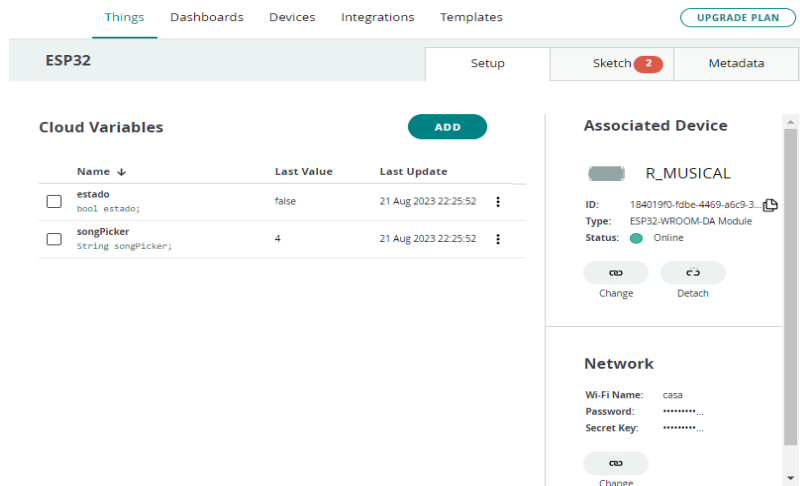 Things Dashboards Devices Integrations Templates UPGRADE PLAN
ESP32 Setup Sketch 2 Metadata
Cloud Variables ADD
Name ↓ Last Value Last Update
estado false 21 Aug 2023 22:25:52
bool estado;
songPicker 4 21 Aug 2023 22:25:52
String songPicker;
Associated Device
R_MUSICAL
ID: 184019f0-fdbe-4469-a6c9-3...
Type: ESP32-WROOM-DA Module
Status: Online
Change Detach
Network
Wi-Fi Name: casa
Password: •••••••••...
Secret Key: •••••••••...
Change